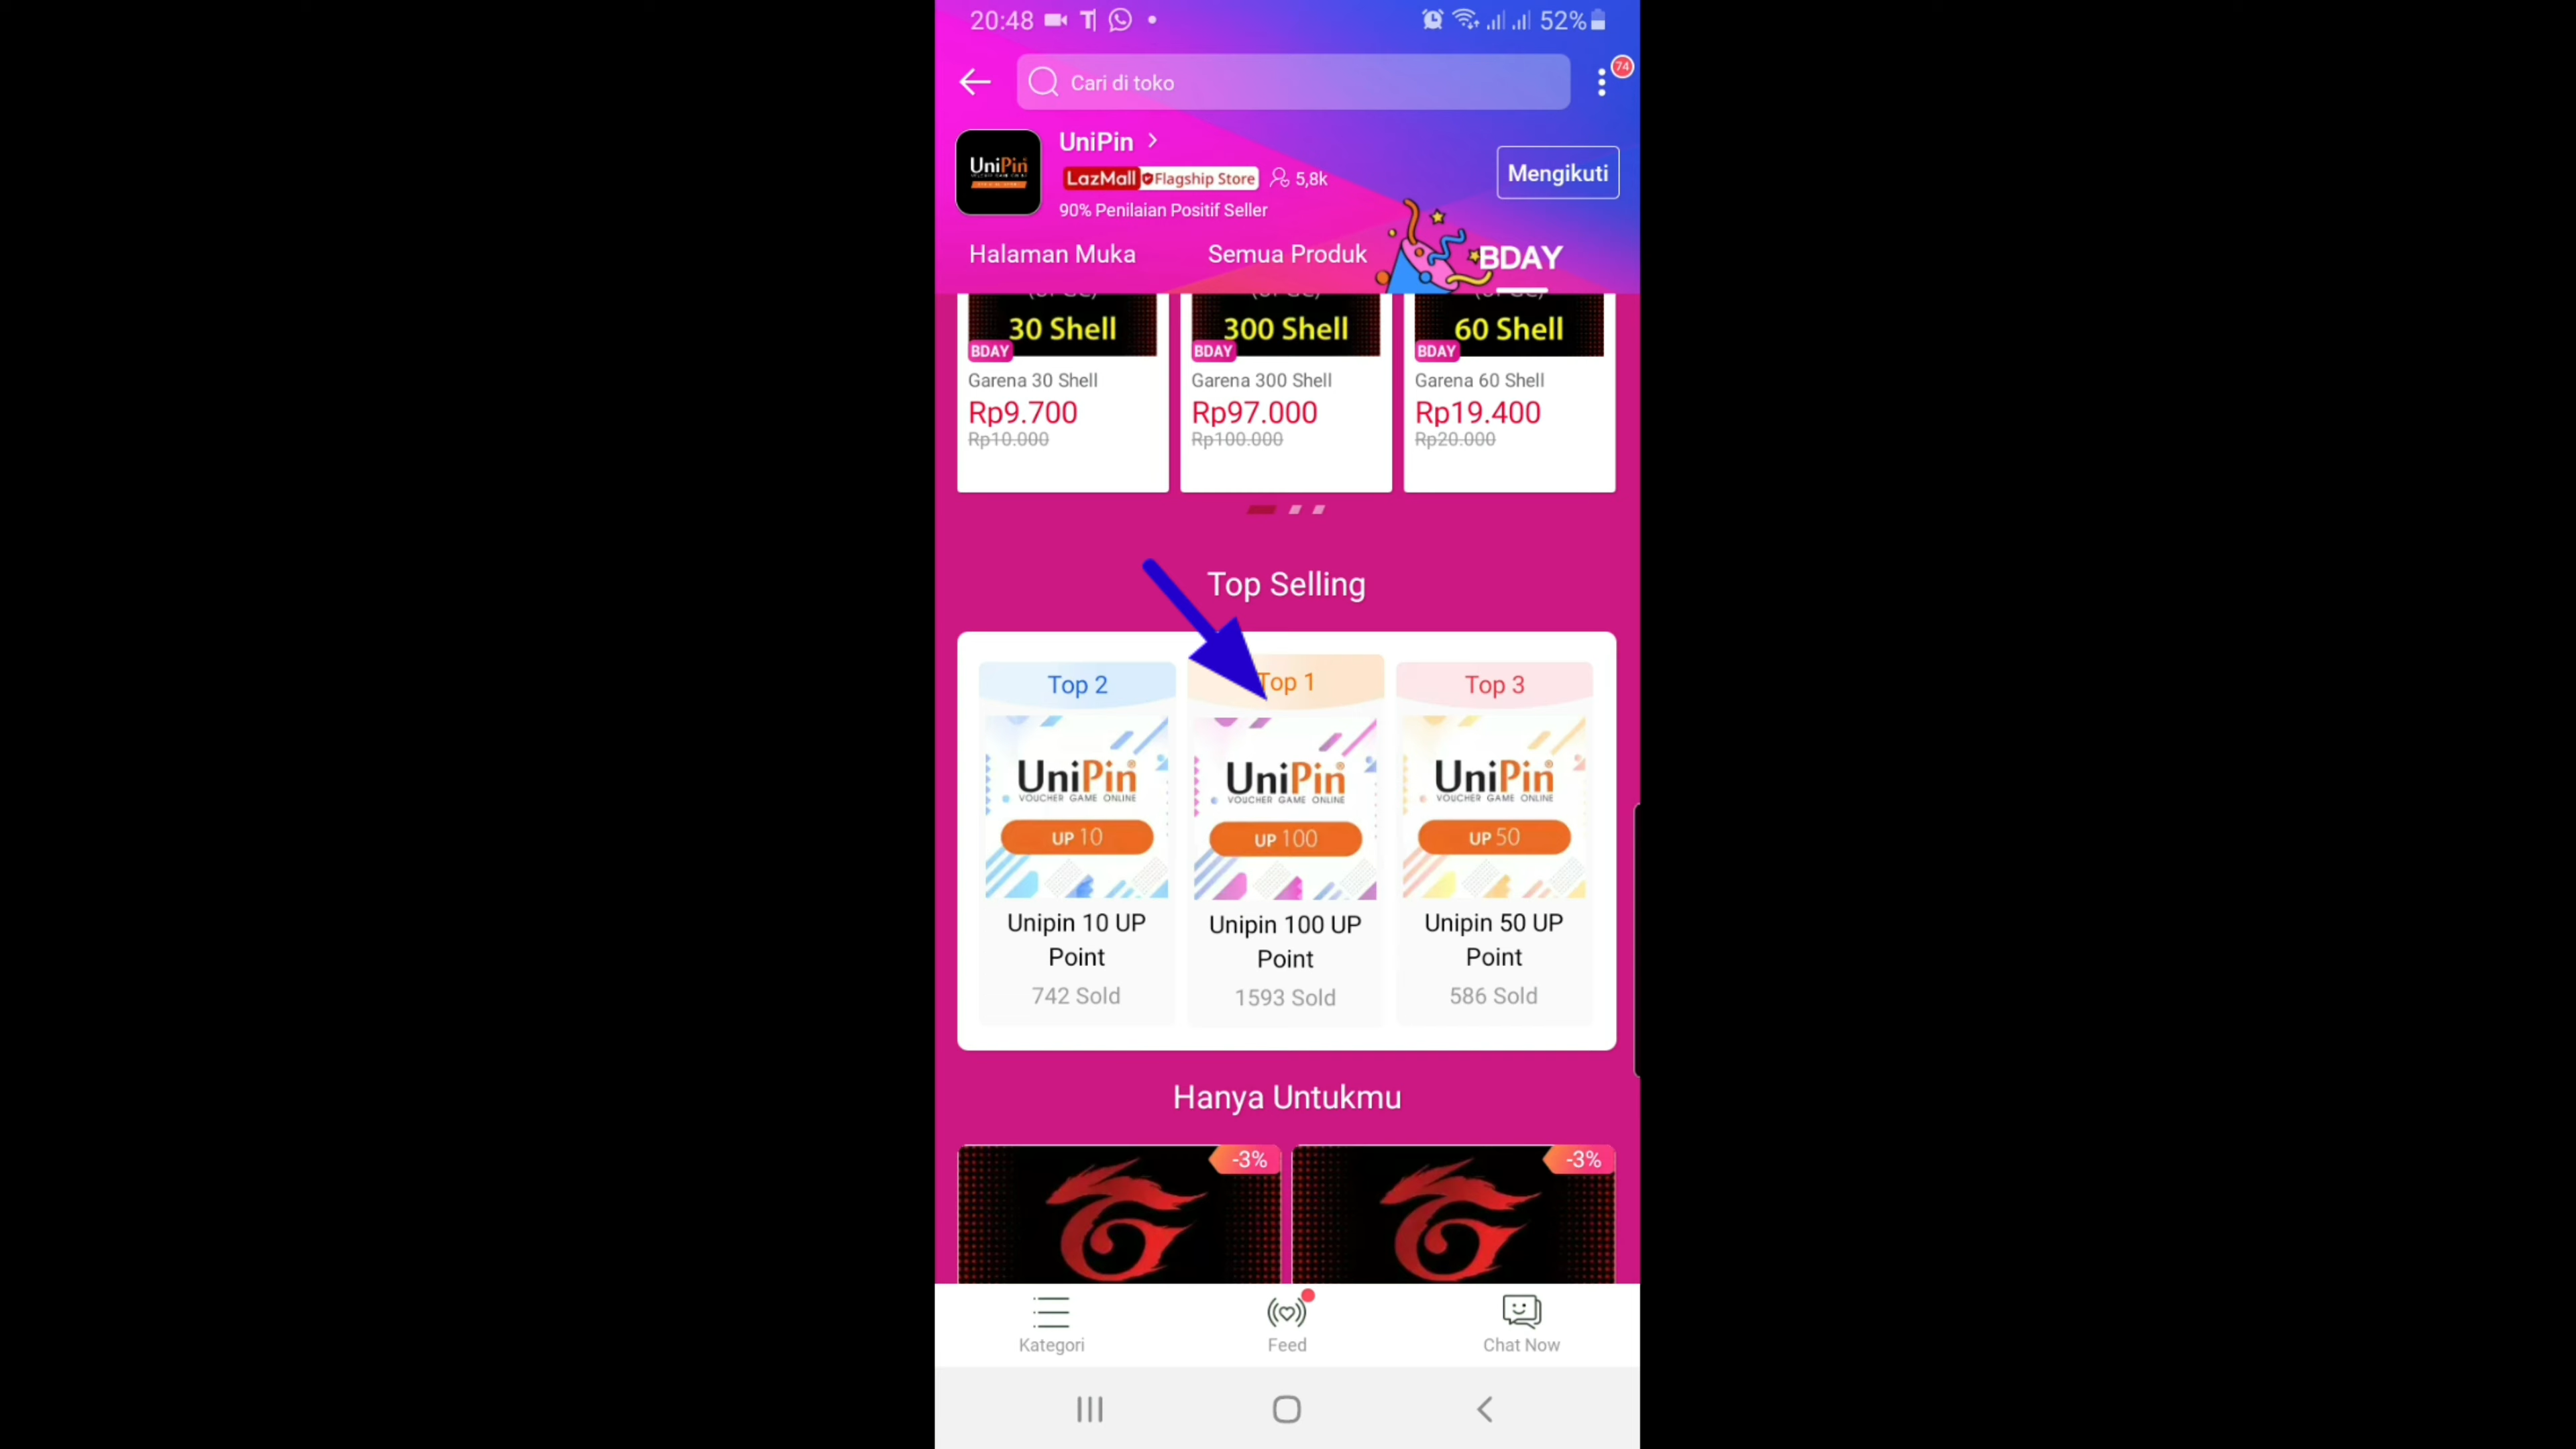 20:48
52%
Cari di toko
74
UniPin
UniPin >
LazMall Flagship Store 5,8k
90% Penilaian Positif Seller
Mengikuti
Halaman Muka
Semua Produk
BDAY
30 Shell
BDAY
Garena 30 Shell
Rp9.700
Rp10.000
300 Shell
BDAY
Garena 300 Shell
Rp97.000
Rp100.000
60 Shell
BDAY
Garena 60 Shell
Rp19.400
Rp20.000
Top Selling
Top 2
UniPin
VOUCHER GAME ONLINE
UP 10
Unipin 10 UP
Point
742 Sold
Top 1
UniPin
VOUCHER GAME ONLINE
UP 100
Unipin 100 UP
Point
1593 Sold
Top 3
UniPin
VOUCHER GAME ONLINE
UP 50
Unipin 50 UP
Point
586 Sold
Hanya Untukmu
-3%
-3%
Kategori
Feed
Chat Now